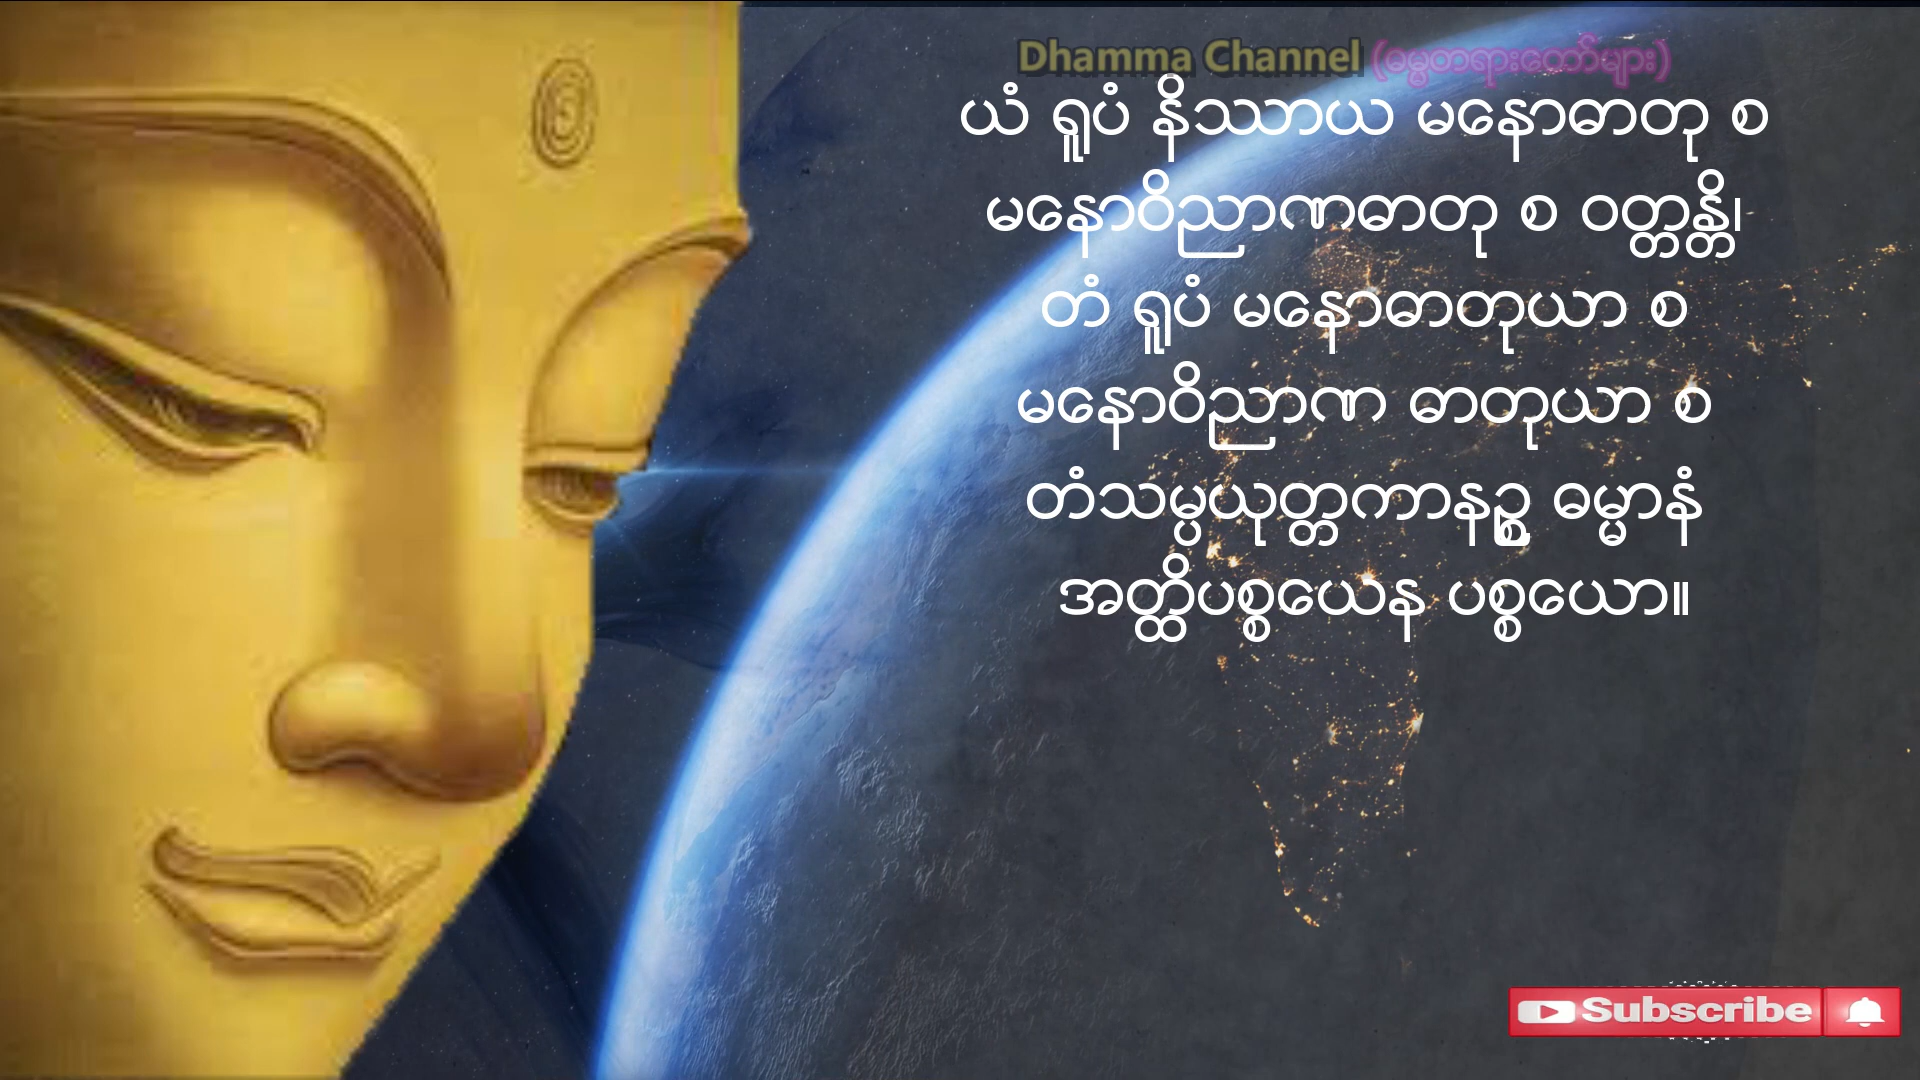 Dhamma Channel (ဓမ္မတရားတော်များ)
ယံ ရူပံ နိဿာယ မနောဓာတု စ
မနောဝိညာဏဓာတု စ ဝတ္တန္တိ၊
တံ ရူပံ မနောဓာတုယာ စ
မနောဝိညာဏ ဓာတုယာ စ
တံသမ္ပယုတ္တကာနဉ္စ ဓမ္မာနံ
အတ္ထိပစ္စယေန ပစ္စယော။
Subscribe